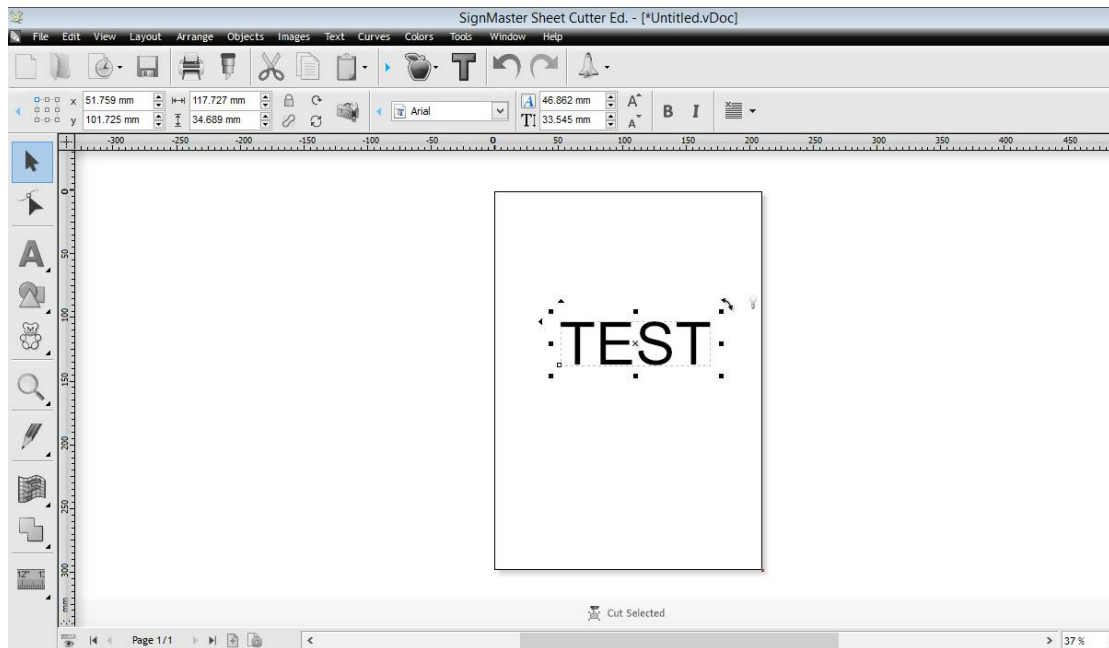 SignMaster Sheet Cutter Ed. - [*Untitled.vDoc]
File Edit View Layout Arrange Objects Images Text Curves Colors Tools Window Help
x 51.759 mm 117.727 mm Arial 46.862 mm A B I
y 101.725 mm 34.689 mm T 33.545 mm A
-300 -250 -200 -150 -100 -50 0 50 100 150 200 250 300 350 400 450
0
50
100
150
200
250
300
mm
A
12"
TEST
Cut Selected
Page 1/1 37 %